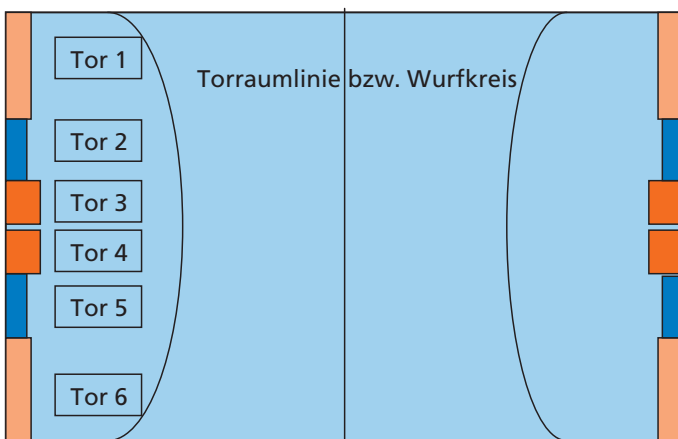 Tor 1
Torraumlinie bzw. Wurfkreis
Tor 2
Tor 3
Tor 4
Tor 5
Tor 6